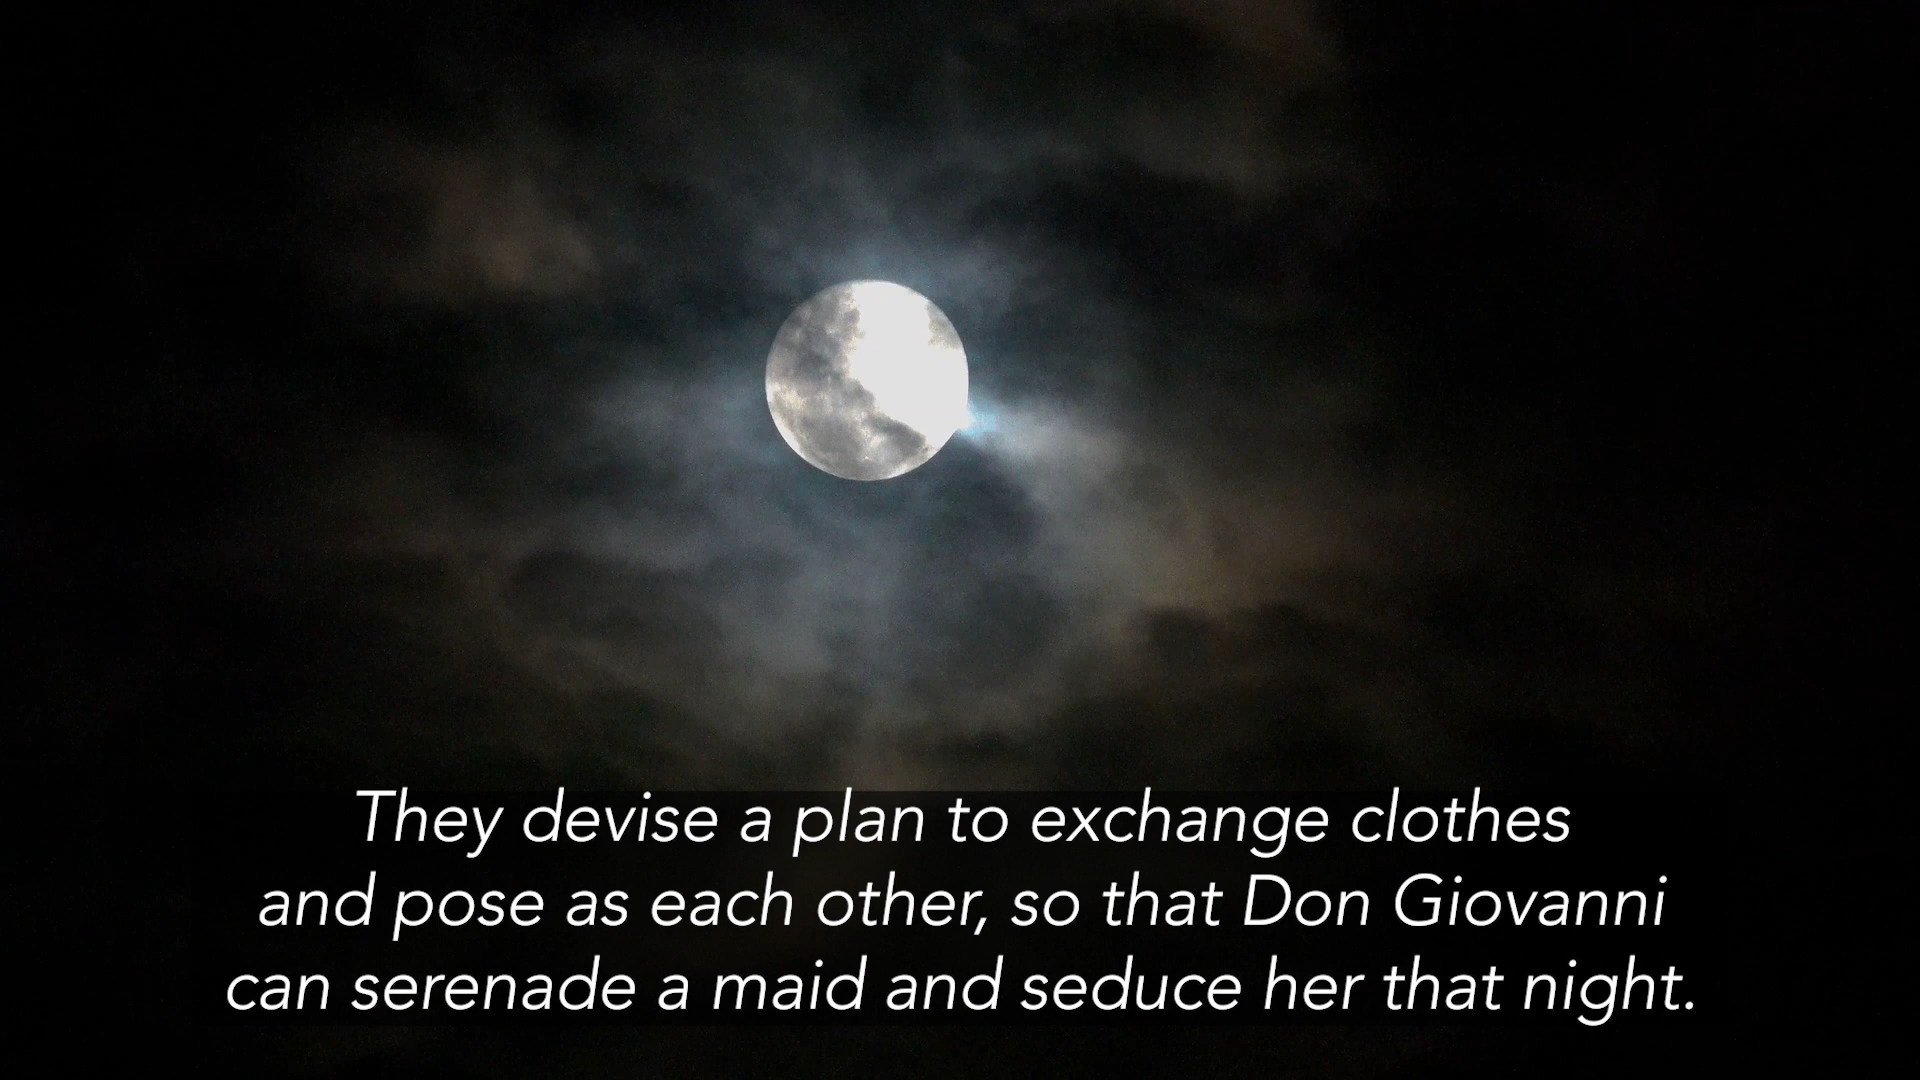 They devise a plan to exchange clothes
and pose as each other, so that Don Giovanni
can serenade a maid and seduce her that night.